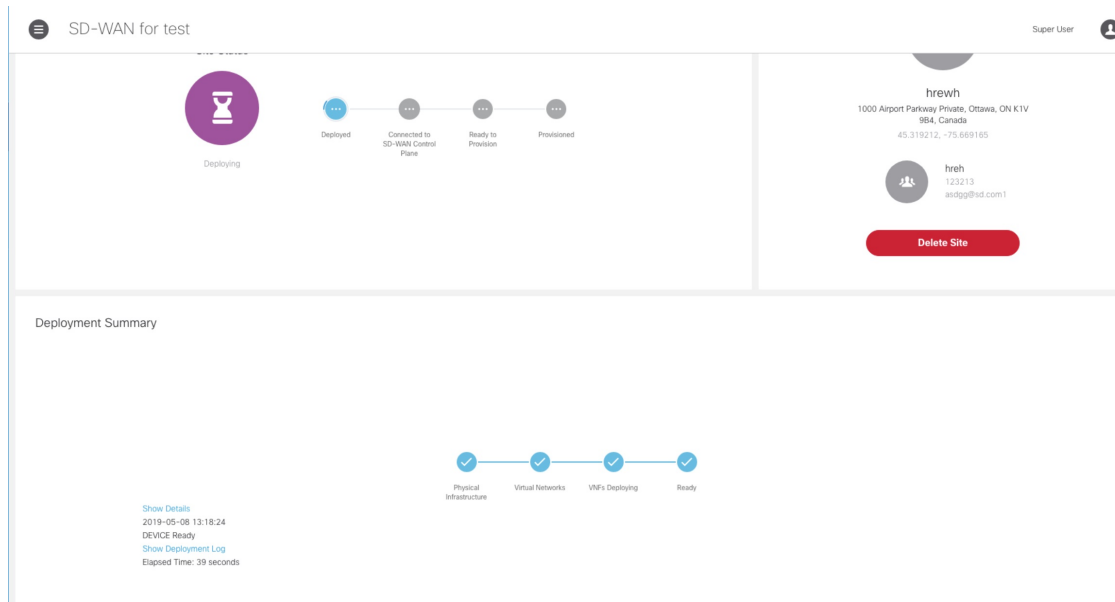 SD-WAN for test
Super User
Site Status
Deploying
Deployed
Connected to
SD-WAN Control
Plane
Ready to
Provision
Provisioned
hrewh
1000 Airport Parkway Private, Ottawa, ON K1V
9B4, Canada
45.319212, -75.669165
hreh
123213
asdgg@sd.com1
Delete Site
Deployment Summary
Physical
Infrastructure
Virtual Networks
VNFs Deploying
Ready
Show Details
2019-05-08 13:18:24
DEVICE Ready
Show Deployment Log
Elapsed Time: 39 seconds